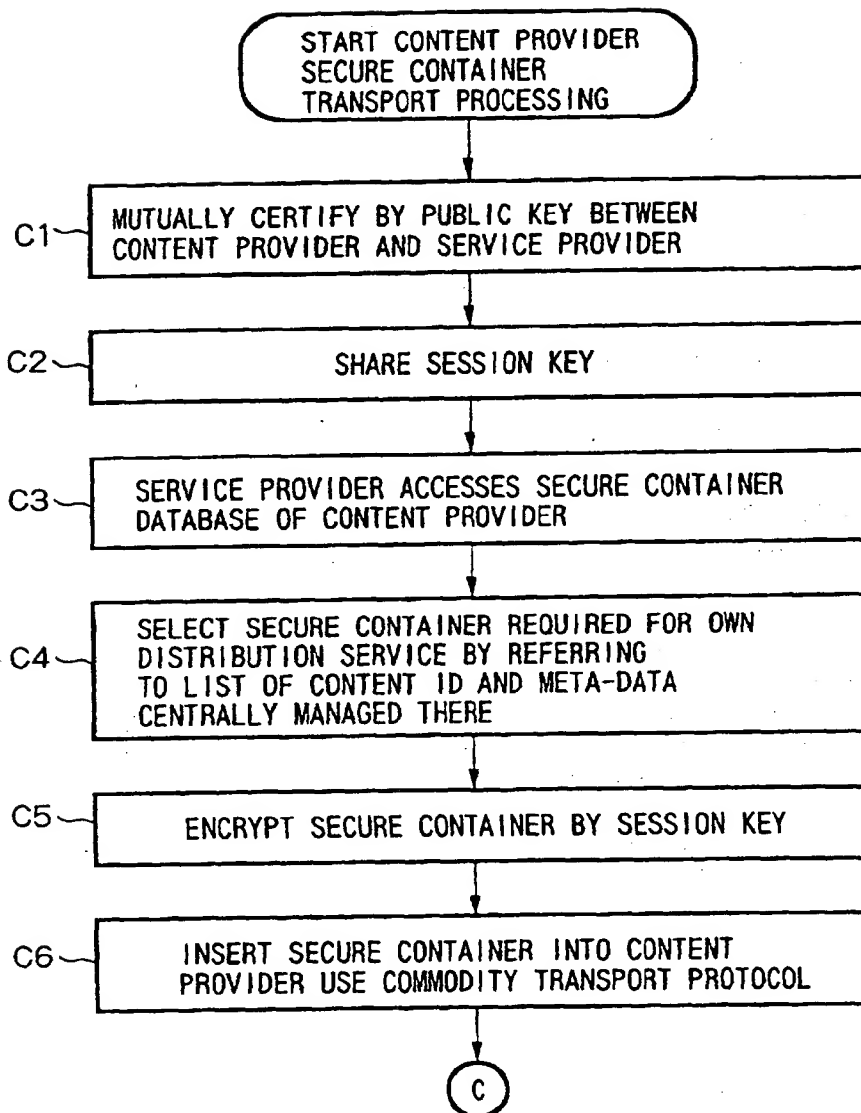 START CONTENT PROVIDER
SECURE CONTAINER
TRANSPORT PROCESSING
C1
MUTUALLY CERTIFY BY PUBLIC KEY BETWEEN
CONTENT PROVIDER AND SERVICE PROVIDER
C2
SHARE SESSION KEY
C3
SERVICE PROVIDER ACCESSES SECURE CONTAINER
DATABASE OF CONTENT PROVIDER
C4
SELECT SECURE CONTAINER REQUIRED FOR OWN
DISTRIBUTION SERVICE BY REFERRING
TO LIST OF CONTENT ID AND META-DATA
CENTRALLY MANAGED THERE
C5
ENCRYPT SECURE CONTAINER BY SESSION KEY
C6
INSERT SECURE CONTAINER INTO CONTENT
PROVIDER USE COMMODITY TRANSPORT PROTOCOL
C